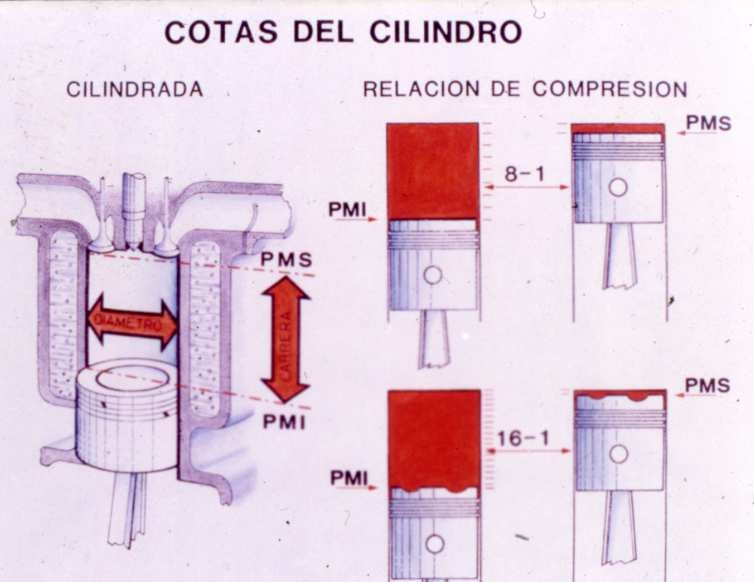 COTAS DEL CILINDRO
CILINDRADA
RELACION DE COMPRESION
PMS
8-1
PMI
PMS
DIAMETRO
CARRERA
PMI
PMS
16-1
PMI